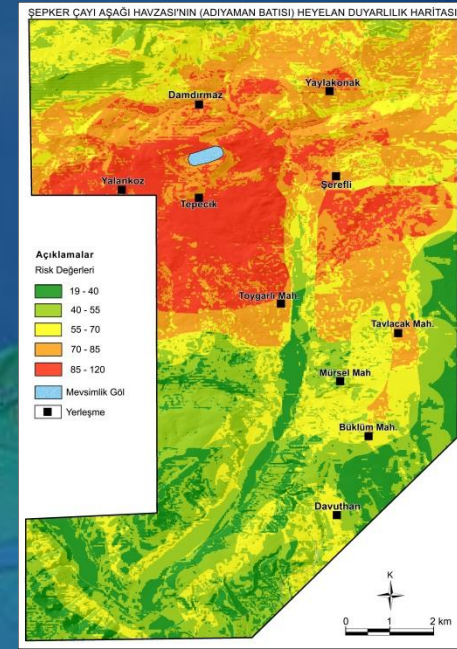 ŞEPKER ÇAYI AŞAĞI HAVZASI'NIN (ADIYAMAN BATISI) HEYELAN DUYARLILIK HARİTASI
Yaylakonak
Damdırmaz
Yalankoz
Şerefli
Tepecik
Açıklamalar
Risk Değerleri
19 - 40
40 - 55
55 - 70
70 - 85
85 - 120
Mevsimlik Göl
Yerleşme
Toygarlı Mah.
Tavlacak Mah.
Mürsel Mah
Büklüm Mah.
Davuthan
K
0 1 2 km